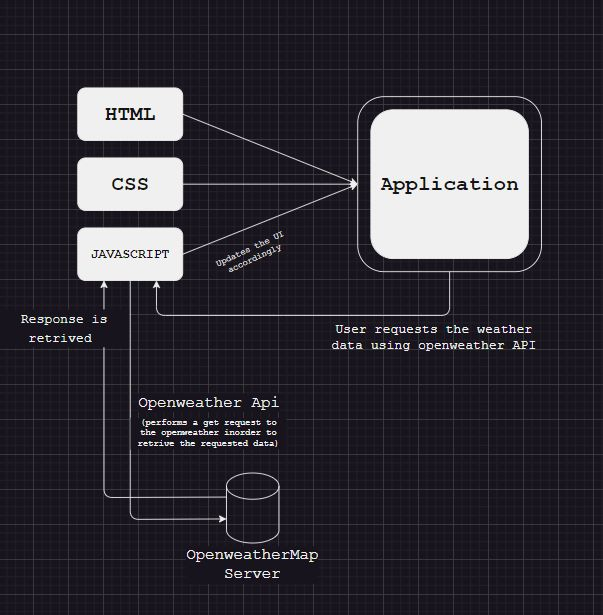 HTML
CSS
Application
JAVASCRIPT
Updates the UI
accordingly
Response is
retrived
User requests the weather
data using openweather API
Openweather Api
(performs a get request to
the openweather inorder to
retrive the requested data)
OpenweatherMap
Server